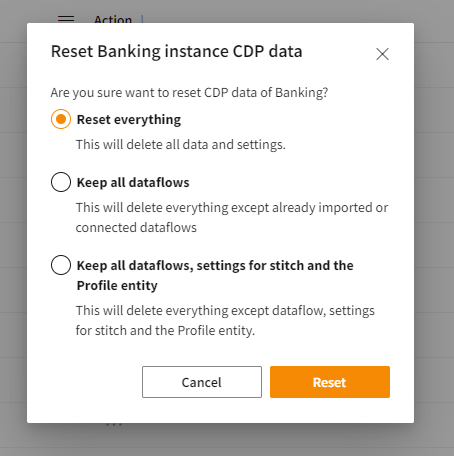 Action
Reset Banking instance CDP data
Are you sure want to reset CDP data of Banking?
Reset everything
This will delete all data and settings.
Keep all dataflows
This will delete everything except already imported or
connected dataflows
Keep all dataflows, settings for stitch and the
Profile entity
This will delete everything except dataflow, settings
for stitch and the Profile entity.
Cancel
Reset